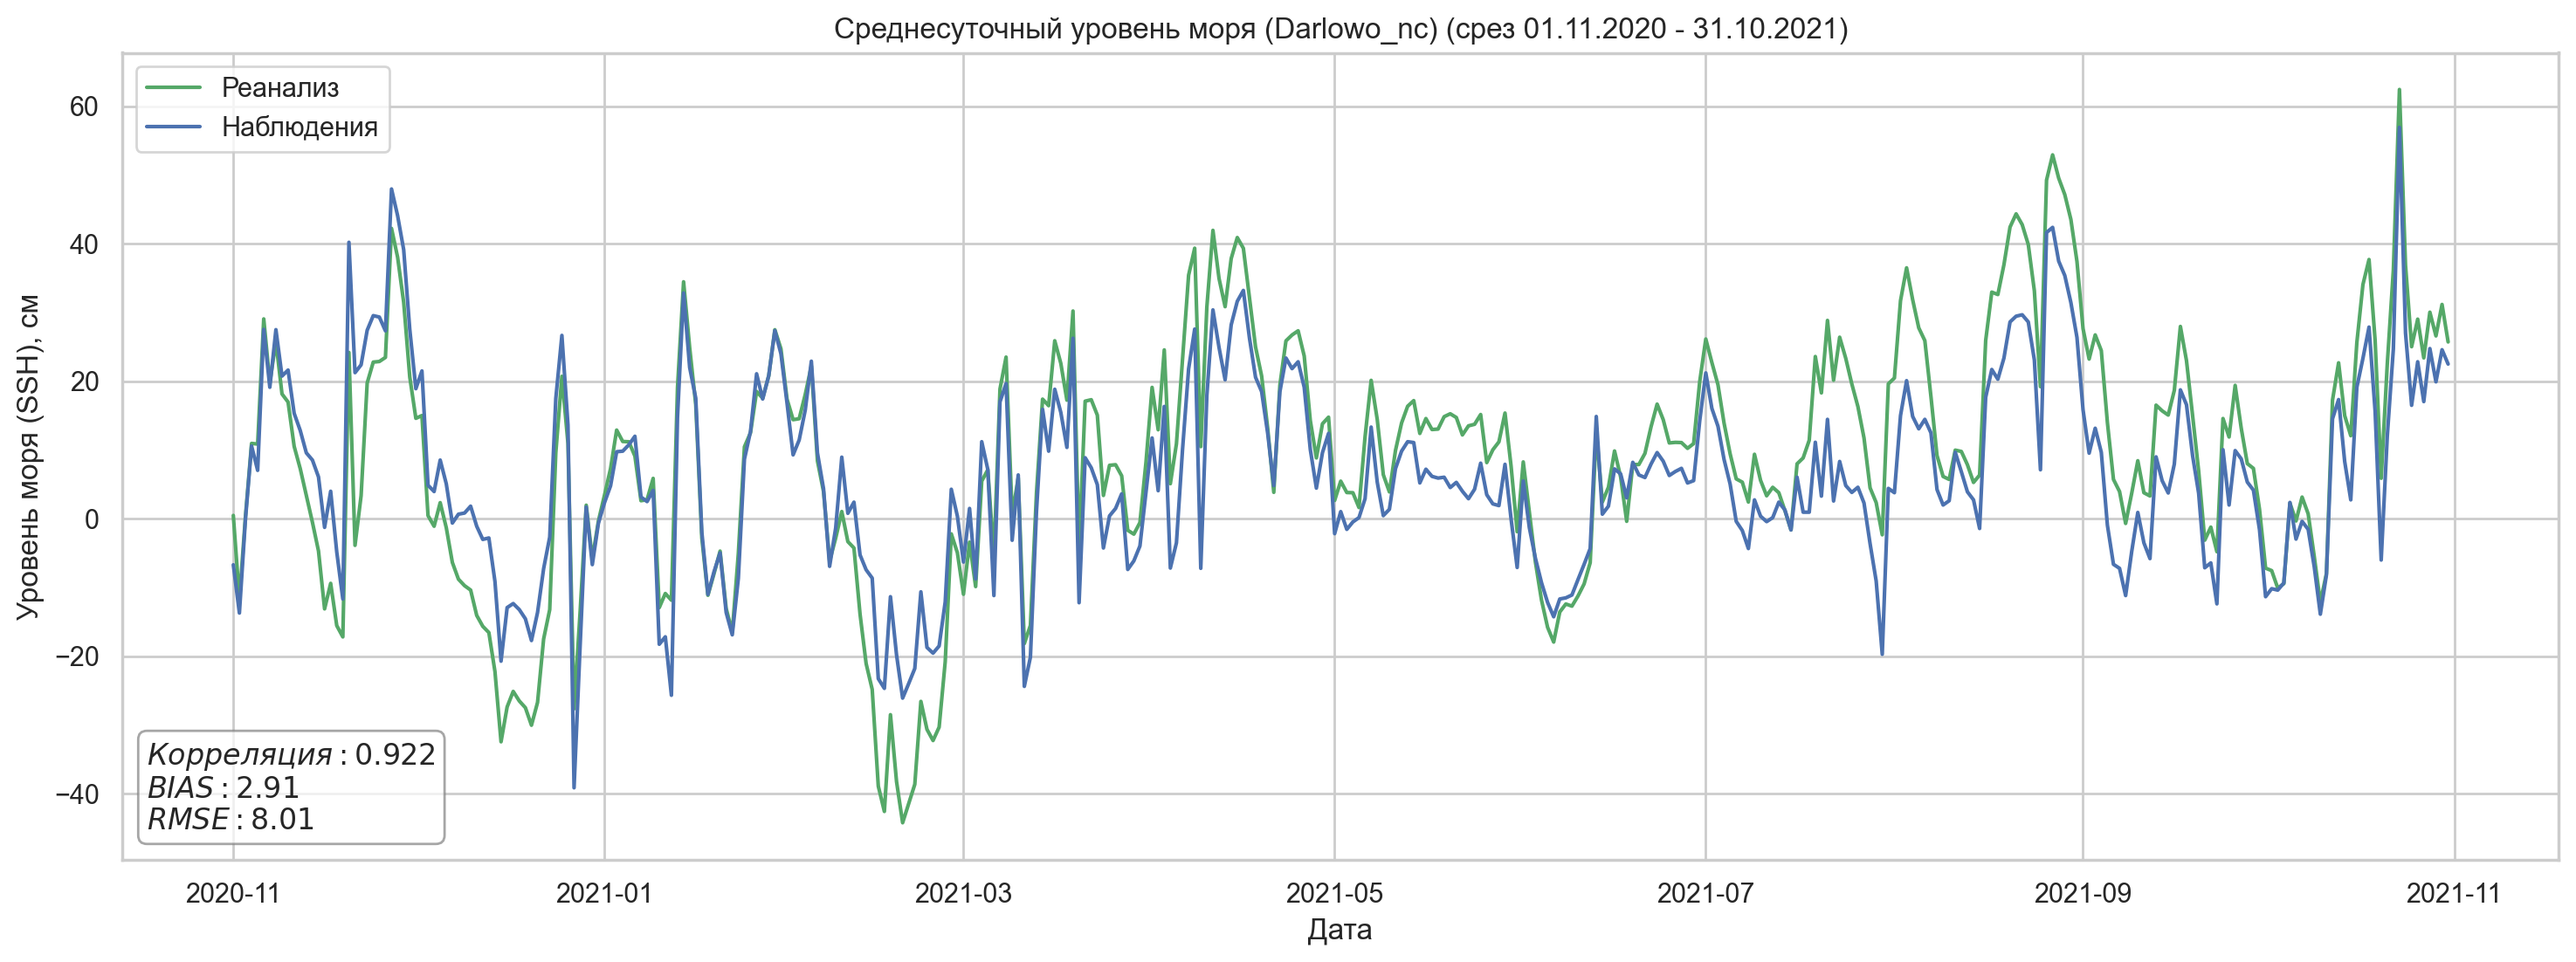 Среднесуточный уровень моря (Darlowo_nc) (срез 01.11.2020 - 31.10.2021)
Реанализ
Наблюдения
Уровень моря (SSH), см
60
40
20
0
−20
−40
Корреляция : 0.922
BIAS : 2.91
RMSE : 8.01
2020-11
2021-01
2021-03
2021-05
2021-07
2021-09
2021-11
Дата